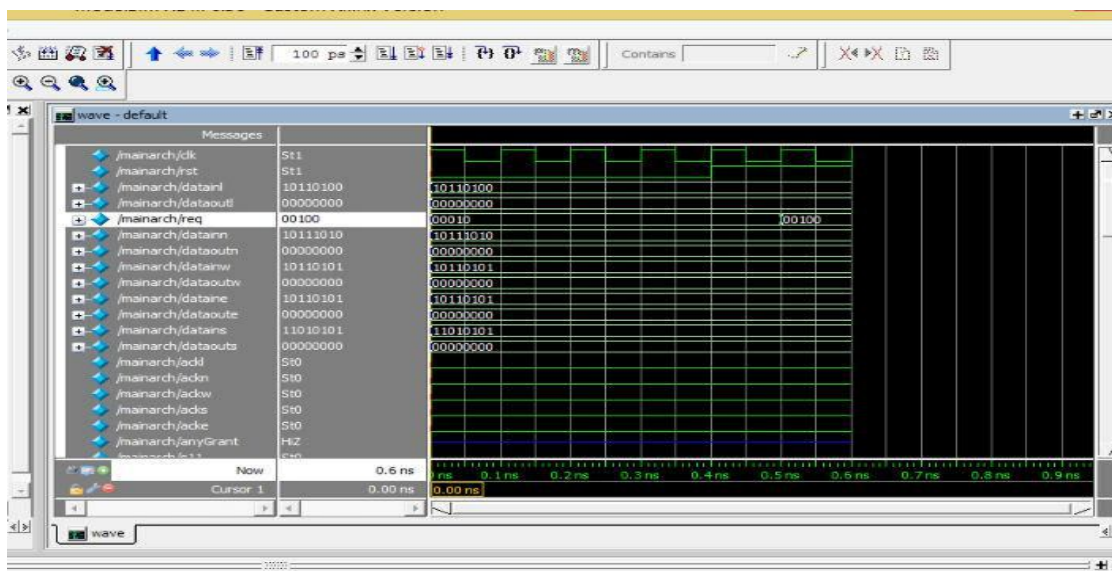 100 ps
Contains
wave - default
Messages
/mainarch/clk St1
/mainarch/rst St1
/mainarch/datainl 10110100 10110100
/mainarch/dataoutl 00000000 00000000
/mainarch/req 00100 00010 00100
/mainarch/datainn 10111010 10111010
/mainarch/dataoutn 00000000 00000000
/mainarch/datainw 10110101 10110101
/mainarch/dataoutw 00000000 00000000
/mainarch/dataine 10110101 10110101
/mainarch/dataoute 00000000 00000000
/mainarch/datains 11010101 11010101
/mainarch/dataouts 00000000 00000000
/mainarch/ackl St0
/mainarch/ackn St0
/mainarch/ackw St0
/mainarch/acks St0
/mainarch/acke St0
/mainarch/anyGrant HiZ
Now 0.6 ns ns 0.1 ns 0.2 ns 0.3 ns 0.4 ns 0.5 ns 0.6 ns 0.7 ns 0.8 ns 0.9 ns
Cursor 1 0.00 ns 0.00 ns
wave